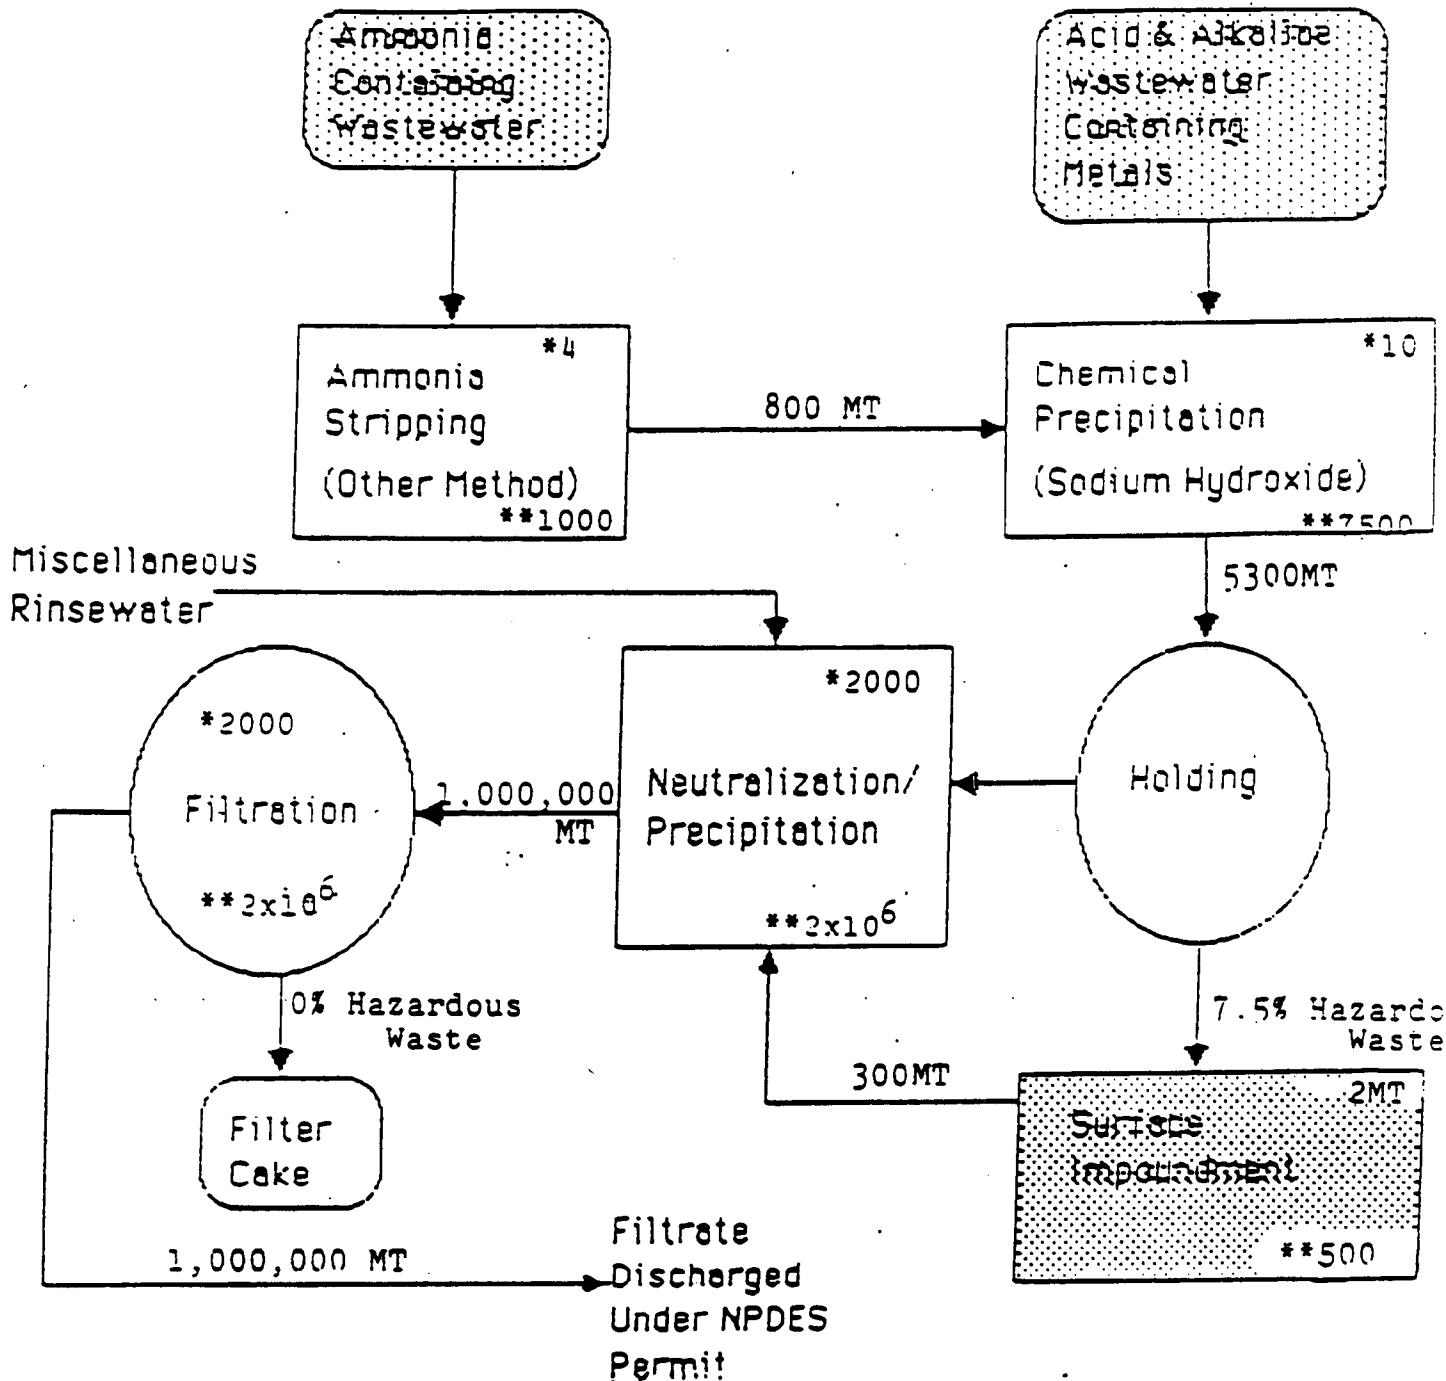 Ammonia
Containing
Wastewater
Acid & Alkaline
Wastewater
Containing
Metals
*4
Ammonia
Stripping
(Other Method)
**1000
800 MT
*10
Chemical
Precipitation
(Sodium Hydroxide)
**7500
5300MT
Miscellaneous
Rinsewater
*2000
Filtration
**2x10⁶
1,000,000
MT
*2000
Neutralization/
Precipitation
**2x10⁶
Holding
0% Hazardous
Waste
7.5% Hazardo
Waste
300MT
2MT
Surface
Impoundment
**500
Filter
Cake
1,000,000 MT
Filtrate
Discharged
Under NPDES
Permit